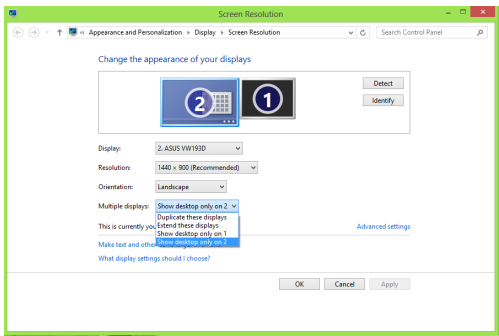 Screen Resolution
« Appearance and Personalization Display Screen Resolution
Search Control Panel
Change the appearance of your displays
2
1
Detect
Identify
Display:
2. ASUS VW193D
Resolution:
1440 × 900 (Recommended)
Orientation:
Landscape
Multiple displays:
Show desktop only on 2
Duplicate these displays
Extend these displays
Show desktop only on 1
Show desktop only on 2
This is currently you
Advanced settings
Make text and othe
What display settings should I choose?
OK
Cancel
Apply